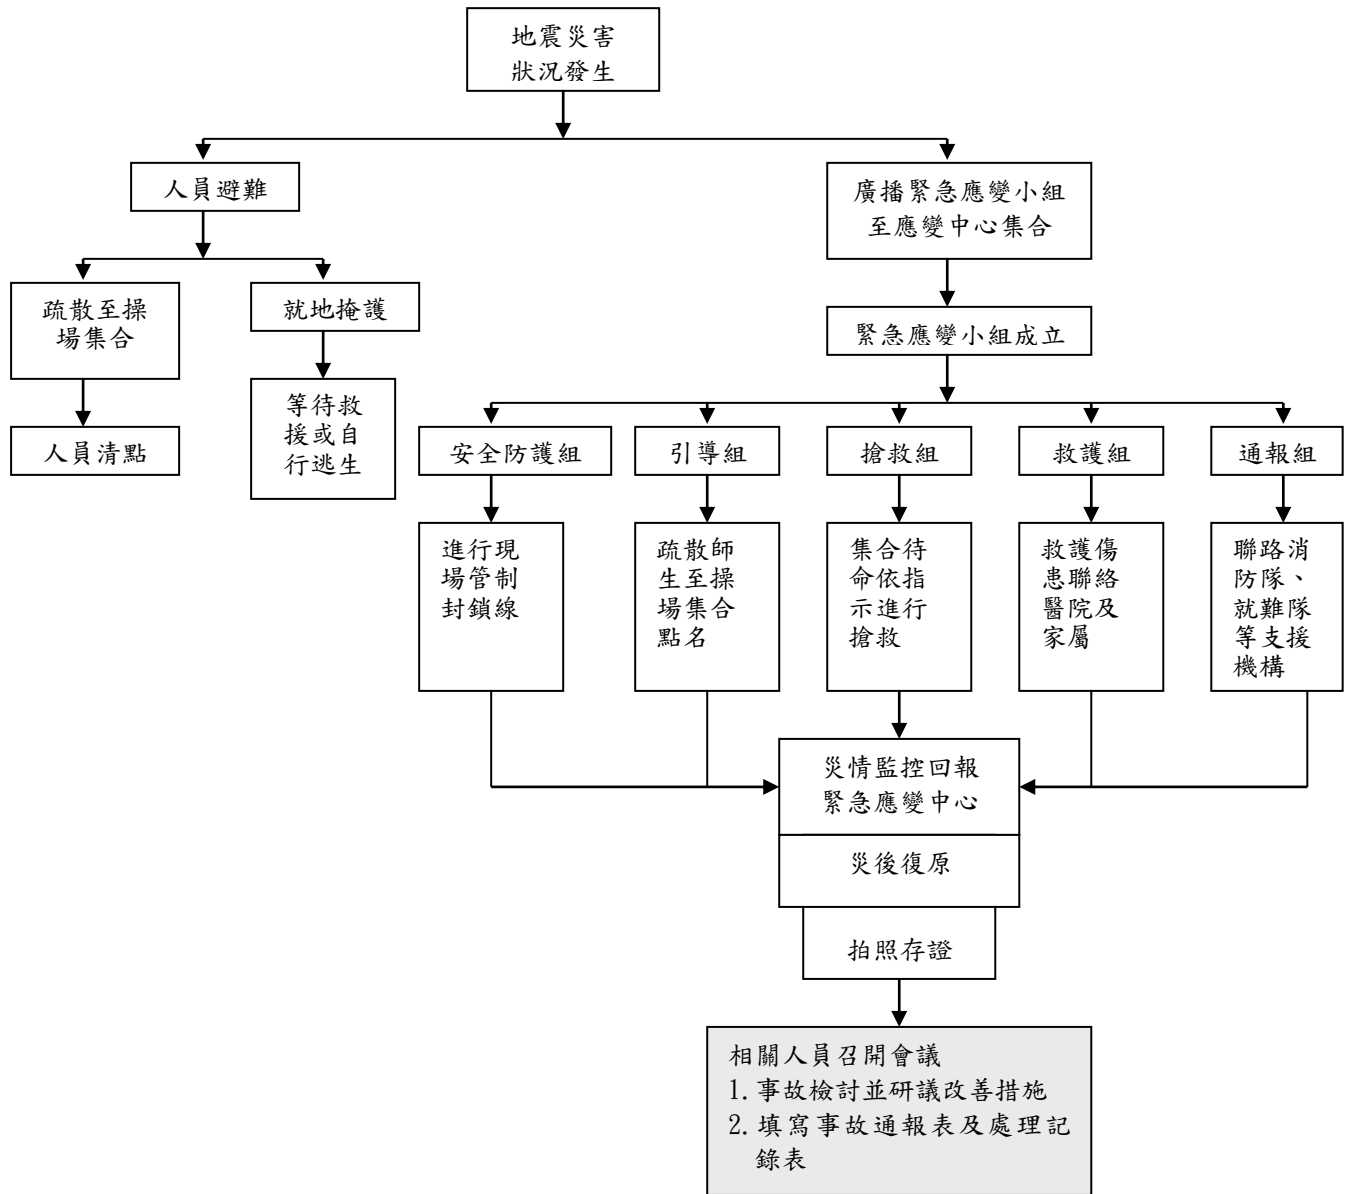 地震災害
狀況發生
人員避難
廣播緊急應變小組
至應變中心集合
疏散至操
場集合
就地掩護
緊急應變小組成立
等待救
援或自
行逃生
人員清點
安全防護組
引導組
搶救組
救護組
通報組
進行現
場管制
封鎖線
疏散師
生至操
場集合
點名
集合待
命依指
示進行
搶救
救護傷
患聯絡
醫院及
家屬
聯路消
防隊、
就難隊
等支援
機構
災情監控回報
緊急應變中心
災後復原
拍照存證
相關人員召開會議
1. 事故檢討並研議改善措施
2. 填寫事故通報表及處理記
錄表